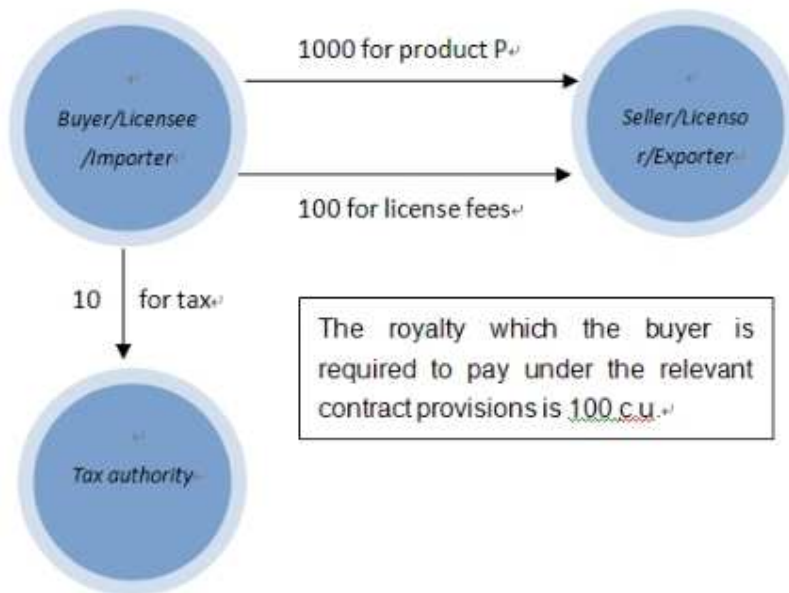 1000 for product P
Buyer/Licensee
/Importer
Seller/Licenso
r/Exporter
100 for license fees
10 for tax
The royalty which the buyer is
required to pay under the relevant
contract provisions is 100 c.u.
Tax authority